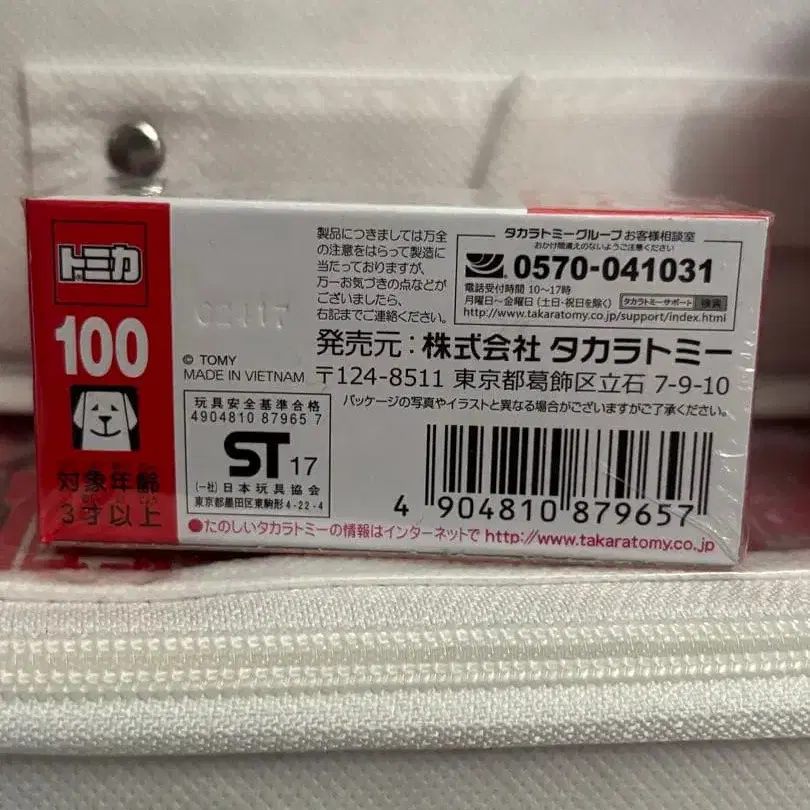 トミカ
100
対象年齢
3才以上
© TOMY
MADE IN VIETNAM
玩具安全基準合格
4904810 87965 7
ST 17
(一社)日本玩具協会
東京都墨田区東駒形4-22-4
製品につきましては万全
の注意をはらって製造に
当たっておりますが、
万一お気づきの点などが
ございましたら、
右記までご連絡ください。
タカラトミーグループ お客様相談室
おかけ間違えのないようご注意ください
0570-041031
電話受付時間 10～17時
月曜日～金曜日(土日・祝日を除く) タカラトミーサポート 検索
http://www.takaratomy.co.jp/support/index.html
発売元:株式会社 タカラトミー
〒124-8511 東京都葛飾区立石 7-9-10
パッケージの写真やイラストと異なる場合がございますがご了承ください。
4 904810 879657
●たのしいタカラトミーの情報はインターネットで http://www.takaratomy.co.jp